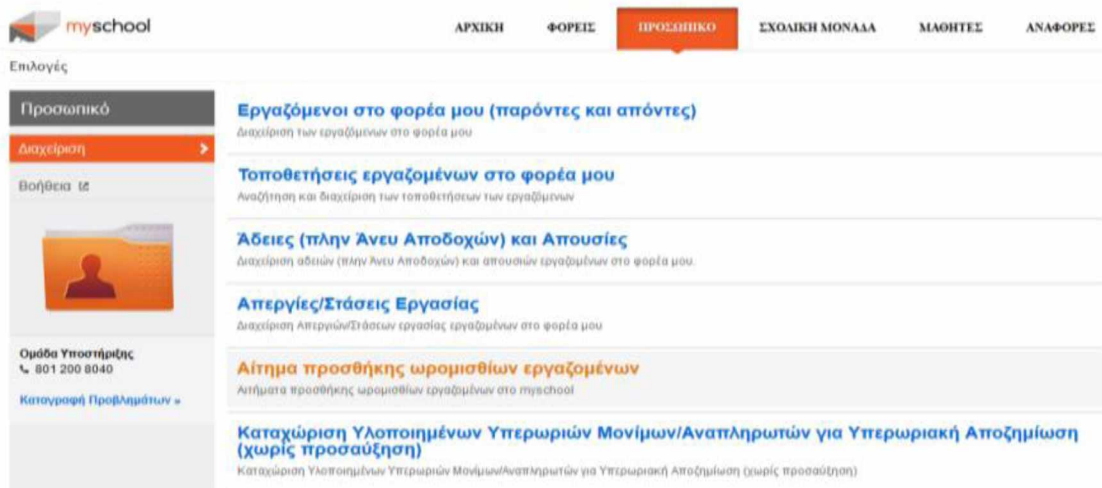 myschool
ΑΡΧΙΚΗ ΦΟΡΕΙΣ ΠΡΟΣΩΠΙΚΟ ΣΧΟΛΙΚΗ ΜΟΝΑΔΑ ΜΑΘΗΤΕΣ ΑΝΑΦΟΡΕΣ
Επιλογές
Προσωπικό
Διαχείριση
Βοήθεια
Ομάδα Υποστήριξης
801 200 8040
Καταγραφή Προβλημάτων »
Εργαζόμενοι στο φορέα μου (παρόντες και απόντες)
Διαχείριση των εργαζόμενων στο φορέα μου
Τοποθετήσεις εργαζομένων στο φορέα μου
Αναζήτηση και διαχείριση των τοποθετήσεων των εργαζόμενων
Άδειες (πλην Άνευ Αποδοχών) και Απουσίες
Διαχείριση αδειών (πλην Άνευ Αποδοχών) και απουσιών εργαζομένων στο φορέα μου.
Απεργίες/Στάσεις Εργασίας
Διαχείριση Απεργιών/Στάσεων εργασίας εργαζομένων στο φορέα μου
Αίτημα προσθήκης ωρομισθίων εργαζομένων
Αιτήματα προσθήκης ωρομισθίων εργαζομένων στο myschool
Καταχώριση Υλοποιημένων Υπερωριών Μονίμων/Αναπληρωτών για Υπερωριακή Αποζημίωση
(χωρίς προσαύξηση)
Καταχώριση Υλοποιημένων Υπερωριών Μονίμων/Αναπληρωτών για Υπερωριακή Αποζημίωση (χωρίς προσαύξηση)